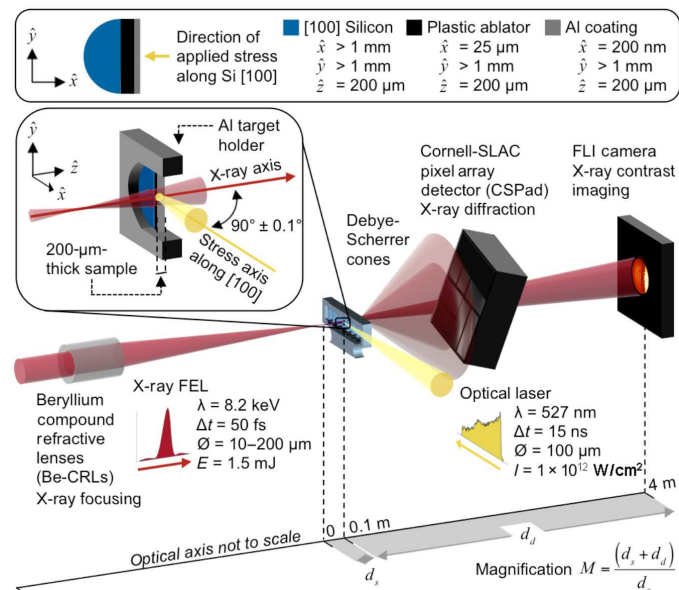 ŷ
x̂
Direction of
applied stress
along Si [100]
[100] Silicon
x̂ > 1 mm
ŷ > 1 mm
ẑ = 200 µm
Plastic ablator
x̂ = 25 µm
ŷ > 1 mm
ẑ = 200 µm
Al coating
x̂ = 200 nm
ŷ > 1 mm
ẑ = 200 µm
ŷ
ẑ
x̂
Al target
holder
X-ray axis
90° ± 0.1°
Stress axis
along [100]
200-µm-
thick sample
Debye-
Scherrer
cones
Cornell-SLAC
pixel array
detector (CSPad)
X-ray diffraction
FLI camera
X-ray contrast
imaging
Beryllium
compound
refractive
lenses
(Be-CRLs)
X-ray focusing
X-ray FEL
λ = 8.2 keV
Δt = 50 fs
Ø = 10–200 µm
E = 1.5 mJ
Optical laser
λ = 527 nm
Δt = 15 ns
Ø = 100 µm
I = 1 × 10¹² W/cm²
Optical axis not to scale
0
0.1 m
4 m
d_s
d_d
Magnification M = (d_s + d_d) / d_s